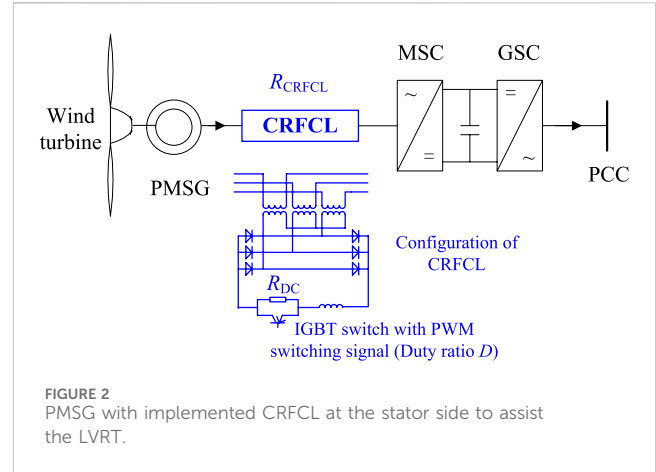 MSC GSC
R_CRFCL
Wind
turbine
CRFCL
~
=
=
~
PMSG
PCC
Configuration of
CRFCL
R_DC
IGBT switch with PWM
switching signal (Duty ratio D)
FIGURE 2
PMSG with implemented CRFCL at the stator side to assist
the LVRT.